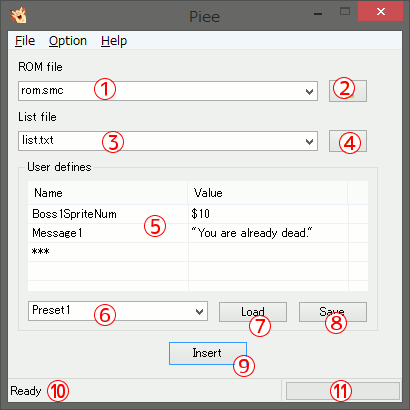 Piee
File Option Help
ROM file
rom.smc ① ②
List file
list.txt ③ ④
User defines
Name Value
Boss1SpriteNum $10
Message1 ⑤ "You are already dead."
***
Preset1 ⑥ Load ⑦ Save ⑧
Insert ⑨
Ready ⑩ ⑪